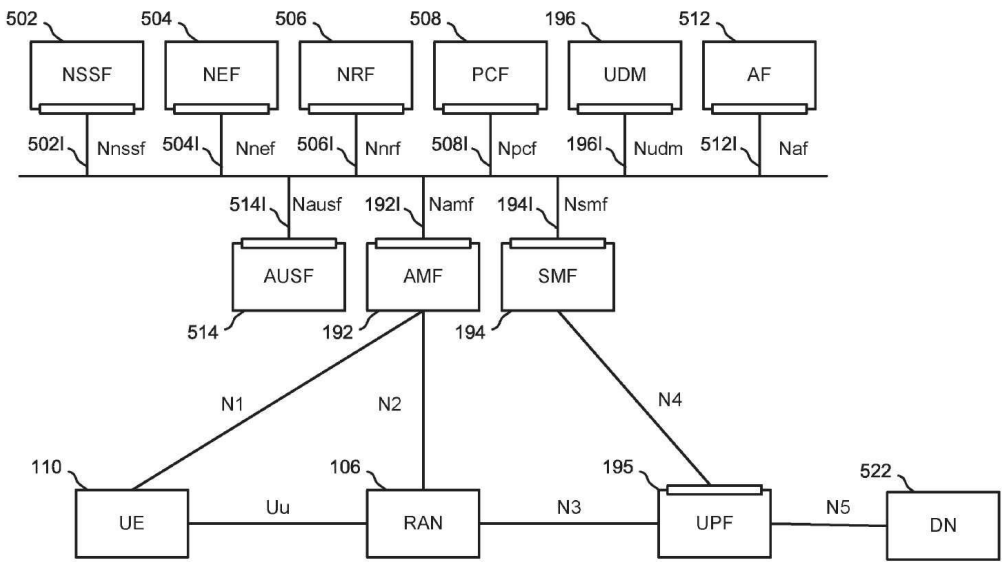 502 504 506 508 196 512
NSSF NEF NRF PCF UDM AF
502I Nnssf 504I Nnef 506I Nnrf 508I Npcf 196I Nudm 512I Naf
514I Nausf 192I Namf 194I Nsmf
AUSF AMF SMF
514 192 194
N1 N2 N4
110 106 195 522
UE Uu RAN N3 UPF N5 DN